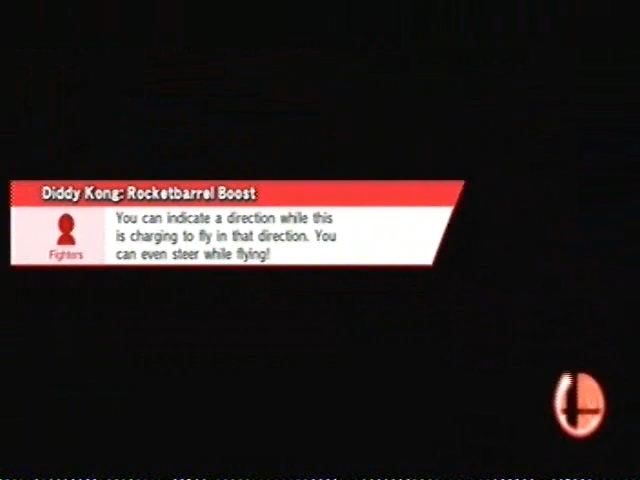 Diddy Kong: Rocketbarrel Boost
Fighters
You can indicate a direction while this
is charging to fly in that direction. You
can even steer while flying!